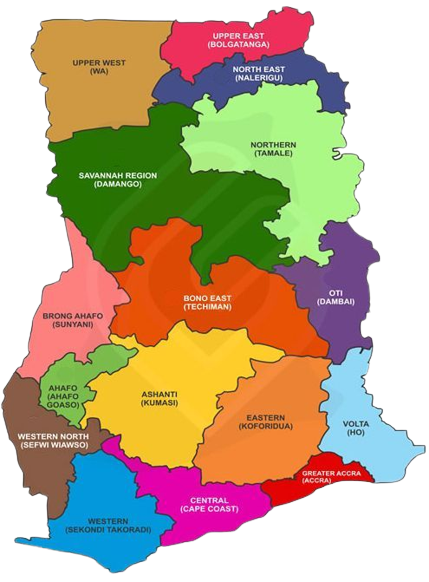 UPPER EAST
(BOLGATANGA)
UPPER WEST
(WA)
NORTH EAST
(NALERIGU)
NORTHERN
(TAMALE)
SAVANNAH REGION
(DAMANGO)
OTI
(DAMBAI)
BONO EAST
(TECHIMAN)
BRONG AHAFO
(SUNYANI)
AHAFO
(AHAFO
GOASO)
ASHANTI
(KUMASI)
EASTERN
(KOFORIDUA)
VOLTA
(HO)
WESTERN NORTH
(SEFWI WIAWSO)
GREATER ACCRA
(ACCRA)
CENTRAL
(CAPE COAST)
WESTERN
(SEKONDI TAKORADI)